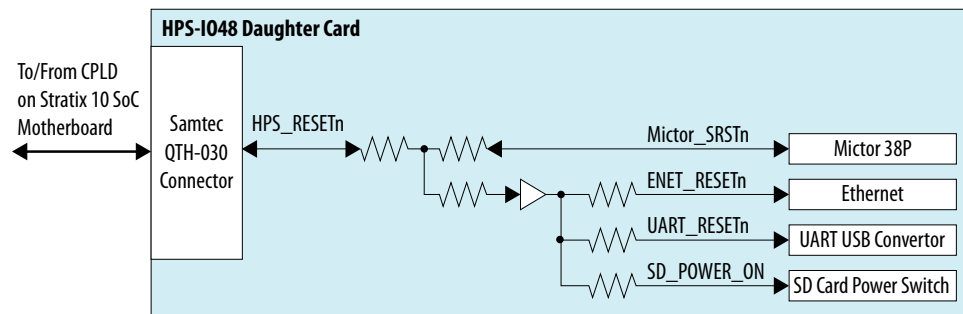 HPS-IO48 Daughter Card
To/From CPLD
on Stratix 10 SoC
Motherboard
Samtec
QTH-030
Connector
HPS_RESETn
Mictor_SRSTn
Mictor 38P
ENET_RESETn
Ethernet
UART_RESETn
UART USB Convertor
SD_POWER_ON
SD Card Power Switch